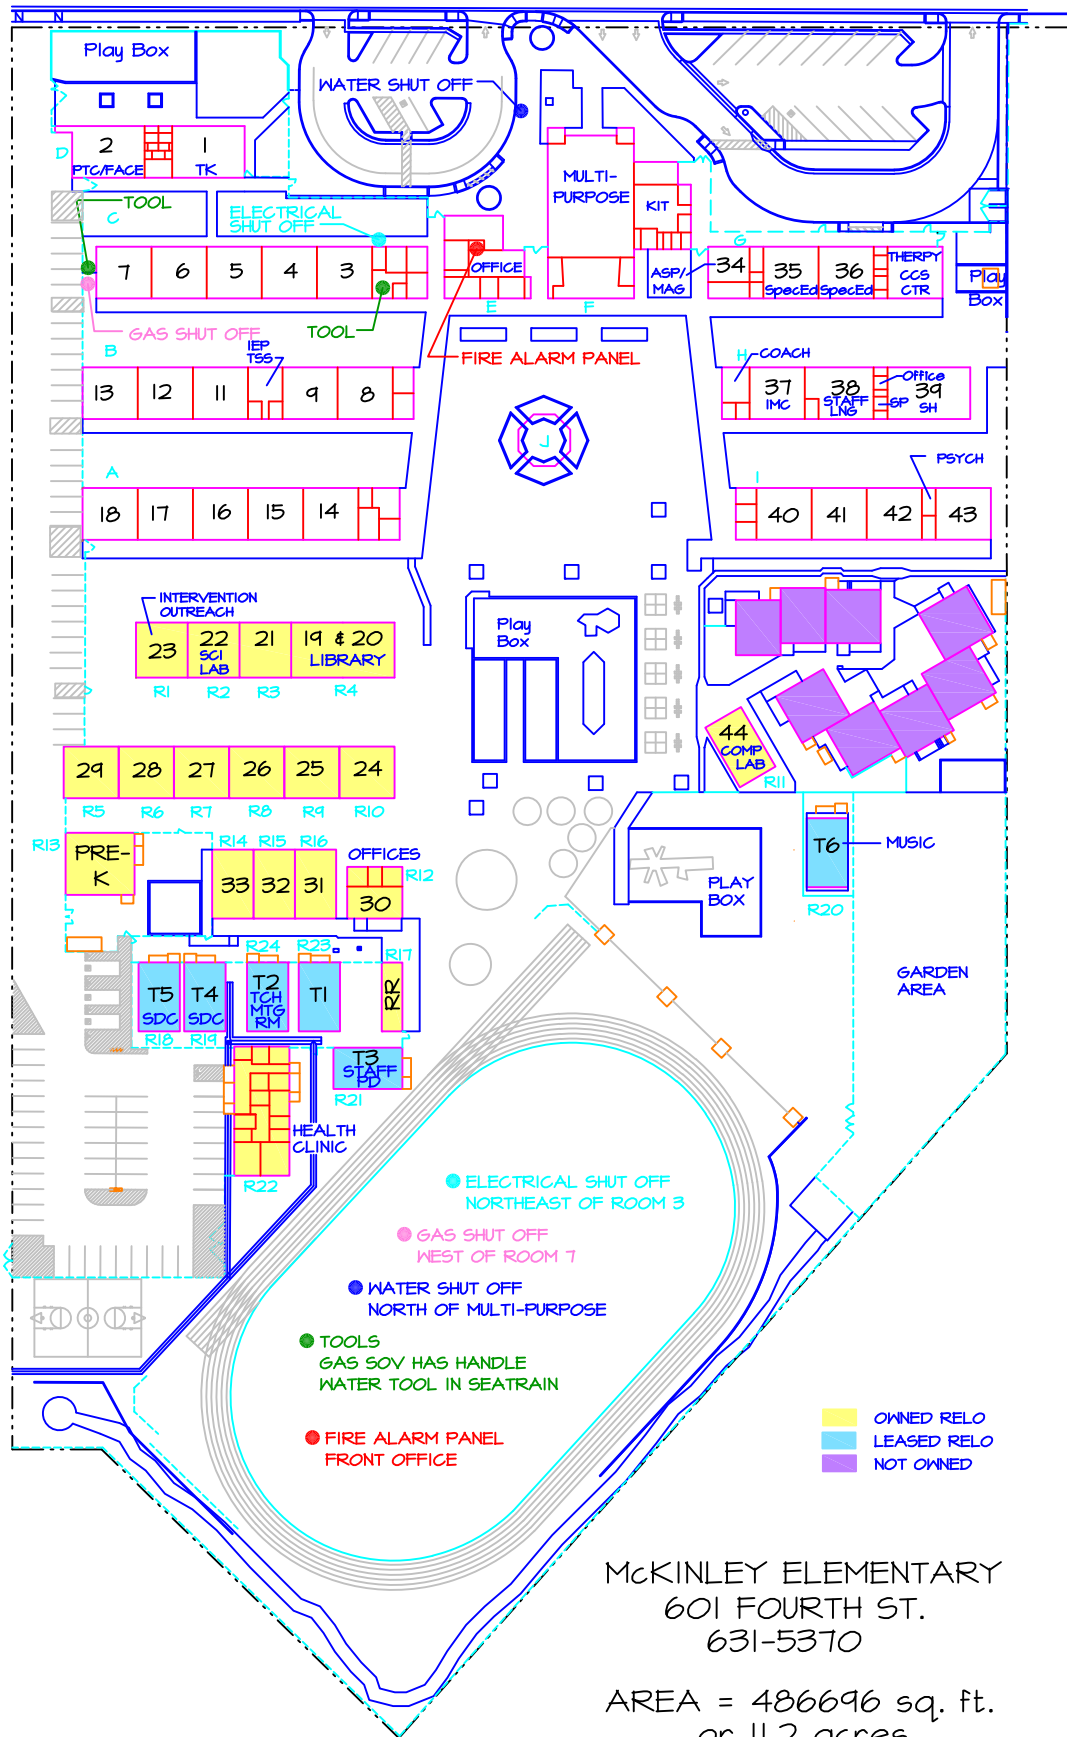 N N
Play Box
WATER SHUT OFF
D
2
PTC/FACE
1
TK
MULTI-
PURPOSE
KIT
TOOL
C
ELECTRICAL
SHUT OFF
G
7
6
5
4
3
OFFICE
ASP/
MAG
34
35
SpecEd
36
SpecEd
THERPY
CCS
CTR
Play
Box
GAS SHUT OFF
TOOL
E
F
FIRE ALARM PANEL
B
IEP
TSS
H
COACH
13
12
11
9
8
37
IMC
38
STAFF
LNG
Office
SP
39
SH
J
A
I
PSYCH
18
17
16
15
14
40
41
42
43
INTERVENTION
OUTREACH
23
22
SCI
LAB
21
19 & 20
LIBRARY
R1
R2
R3
R4
Play
Box
44
COMP
LAB
R11
29
28
27
26
25
24
R5
R6
R7
R8
R9
R10
R13
PRE-
K
R14
R15
R16
OFFICES
R12
33
32
31
30
T6
MUSIC
R20
PLAY
BOX
GARDEN
AREA
R24
R23
R17
T5
SDC
T4
SDC
T2
TCH
MTG
RM
T1
RR
R18
R19
T3
STAFF
PD
R21
HEALTH
CLINIC
R22
ELECTRICAL SHUT OFF
NORTHEAST OF ROOM 3
GAS SHUT OFF
WEST OF ROOM 7
WATER SHUT OFF
NORTH OF MULTI-PURPOSE
TOOLS
GAS SOV HAS HANDLE
WATER TOOL IN SEATRAIN
FIRE ALARM PANEL
FRONT OFFICE
OWNED RELO
LEASED RELO
NOT OWNED
McKINLEY ELEMENTARY
601 FOURTH ST.
631-5370
AREA = 486696 sq. ft.
or 11.2 acres